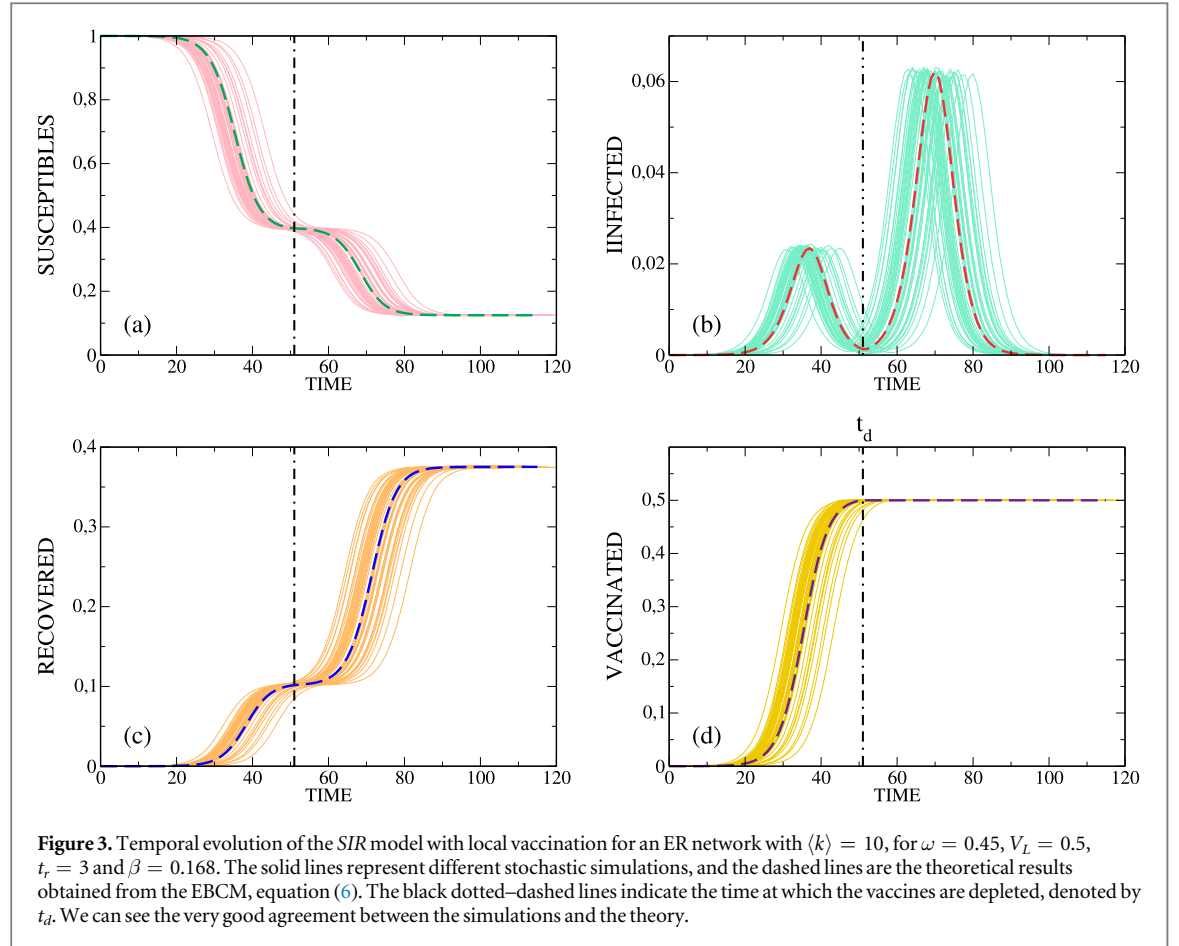 1
0,8
0,6
0,4
0,2
0
0 20 40 60 80 100 120
TIME
SUSCEPTIBLES
(a)
0,06
0,04
0,02
0
0 20 40 60 80 100 120
TIME
IINFECTED
(b)
0,4
0,3
0,2
0,1
0
0 20 40 60 80 100 120
TIME
RECOVERED
(c)
t_d
0,5
0,4
0,3
0,2
0,1
0
0 20 40 60 80 100 120
TIME
VACCINATED
(d)
Figure 3. Temporal evolution of the SIR model with local vaccination for an ER network with ⟨k⟩ = 10, for ω = 0.45, V_L = 0.5,
t_r = 3 and β = 0.168. The solid lines represent different stochastic simulations, and the dashed lines are the theoretical results
obtained from the EBCM, equation (6). The black dotted–dashed lines indicate the time at which the vaccines are depleted, denoted by
t_d. We can see the very good agreement between the simulations and the theory.